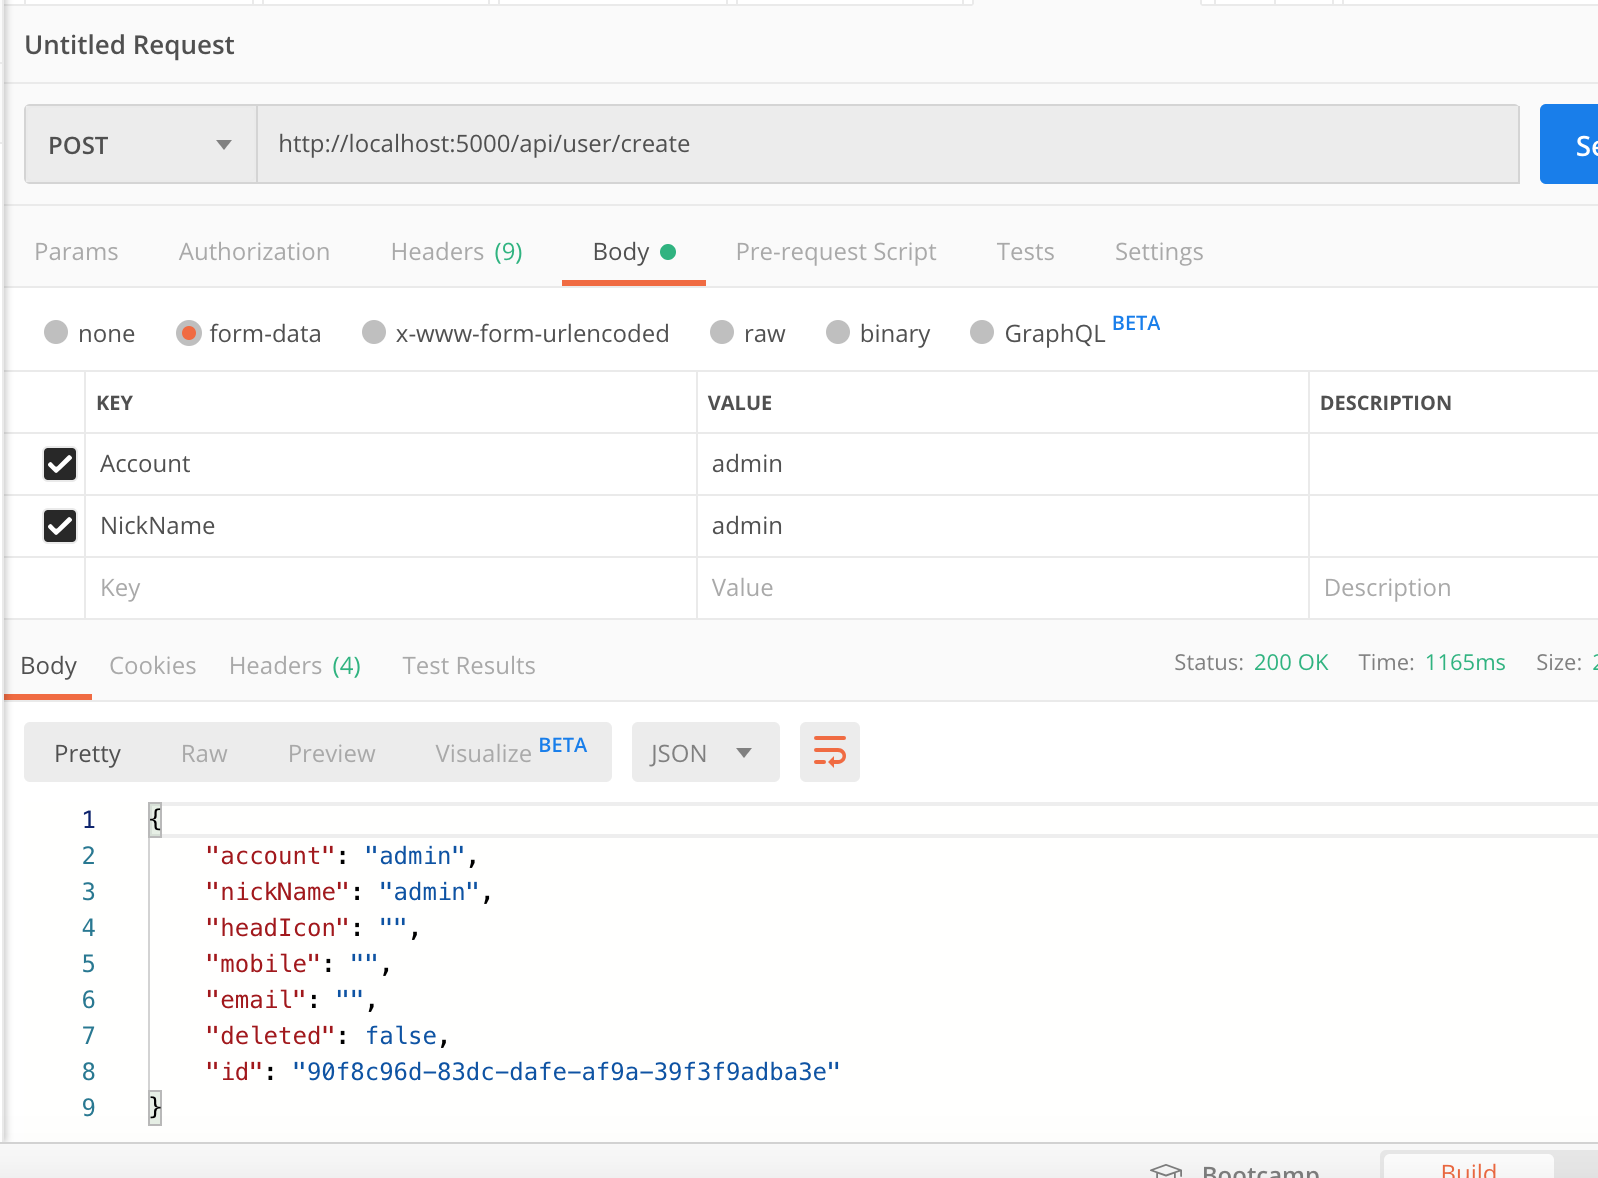 Untitled Request
POST http://localhost:5000/api/user/create
Params Authorization Headers (9) Body Pre-request Script Tests Settings
none form-data x-www-form-urlencoded raw binary GraphQL BETA
KEY VALUE DESCRIPTION
Account admin
NickName admin
Key Value Description
Body Cookies Headers (4) Test Results Status: 200 OK Time: 1165ms Size:
Pretty Raw Preview Visualize BETA JSON
1 {
2 "account": "admin",
3 "nickName": "admin",
4 "headIcon": "",
5 "mobile": "",
6 "email": "",
7 "deleted": false,
8 "id": "90f8c96d-83dc-dafe-af9a-39f3f9adba3e"
9 }
Bootcamp Build